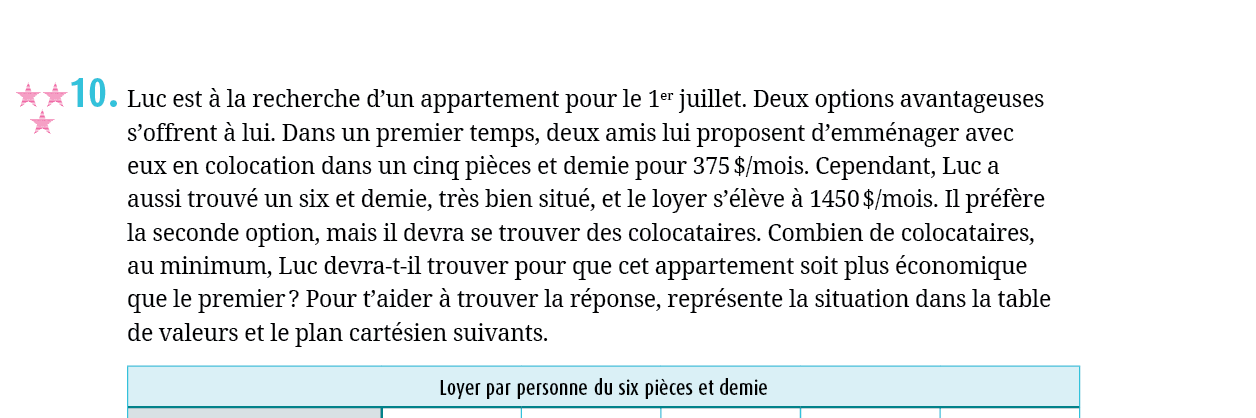 10. Luc est à la recherche d’un appartement pour le 1er juillet. Deux options avantageuses
s’offrent à lui. Dans un premier temps, deux amis lui proposent d’emménager avec
eux en colocation dans un cinq pièces et demie pour 375 $/mois. Cependant, Luc a
aussi trouvé un six et demie, très bien situé, et le loyer s’élève à 1450 $/mois. Il préfère
la seconde option, mais il devra se trouver des colocataires. Combien de colocataires,
au minimum, Luc devra-t-il trouver pour que cet appartement soit plus économique
que le premier ? Pour t’aider à trouver la réponse, représente la situation dans la table
de valeurs et le plan cartésien suivants.
Loyer par personne du six pièces et demie